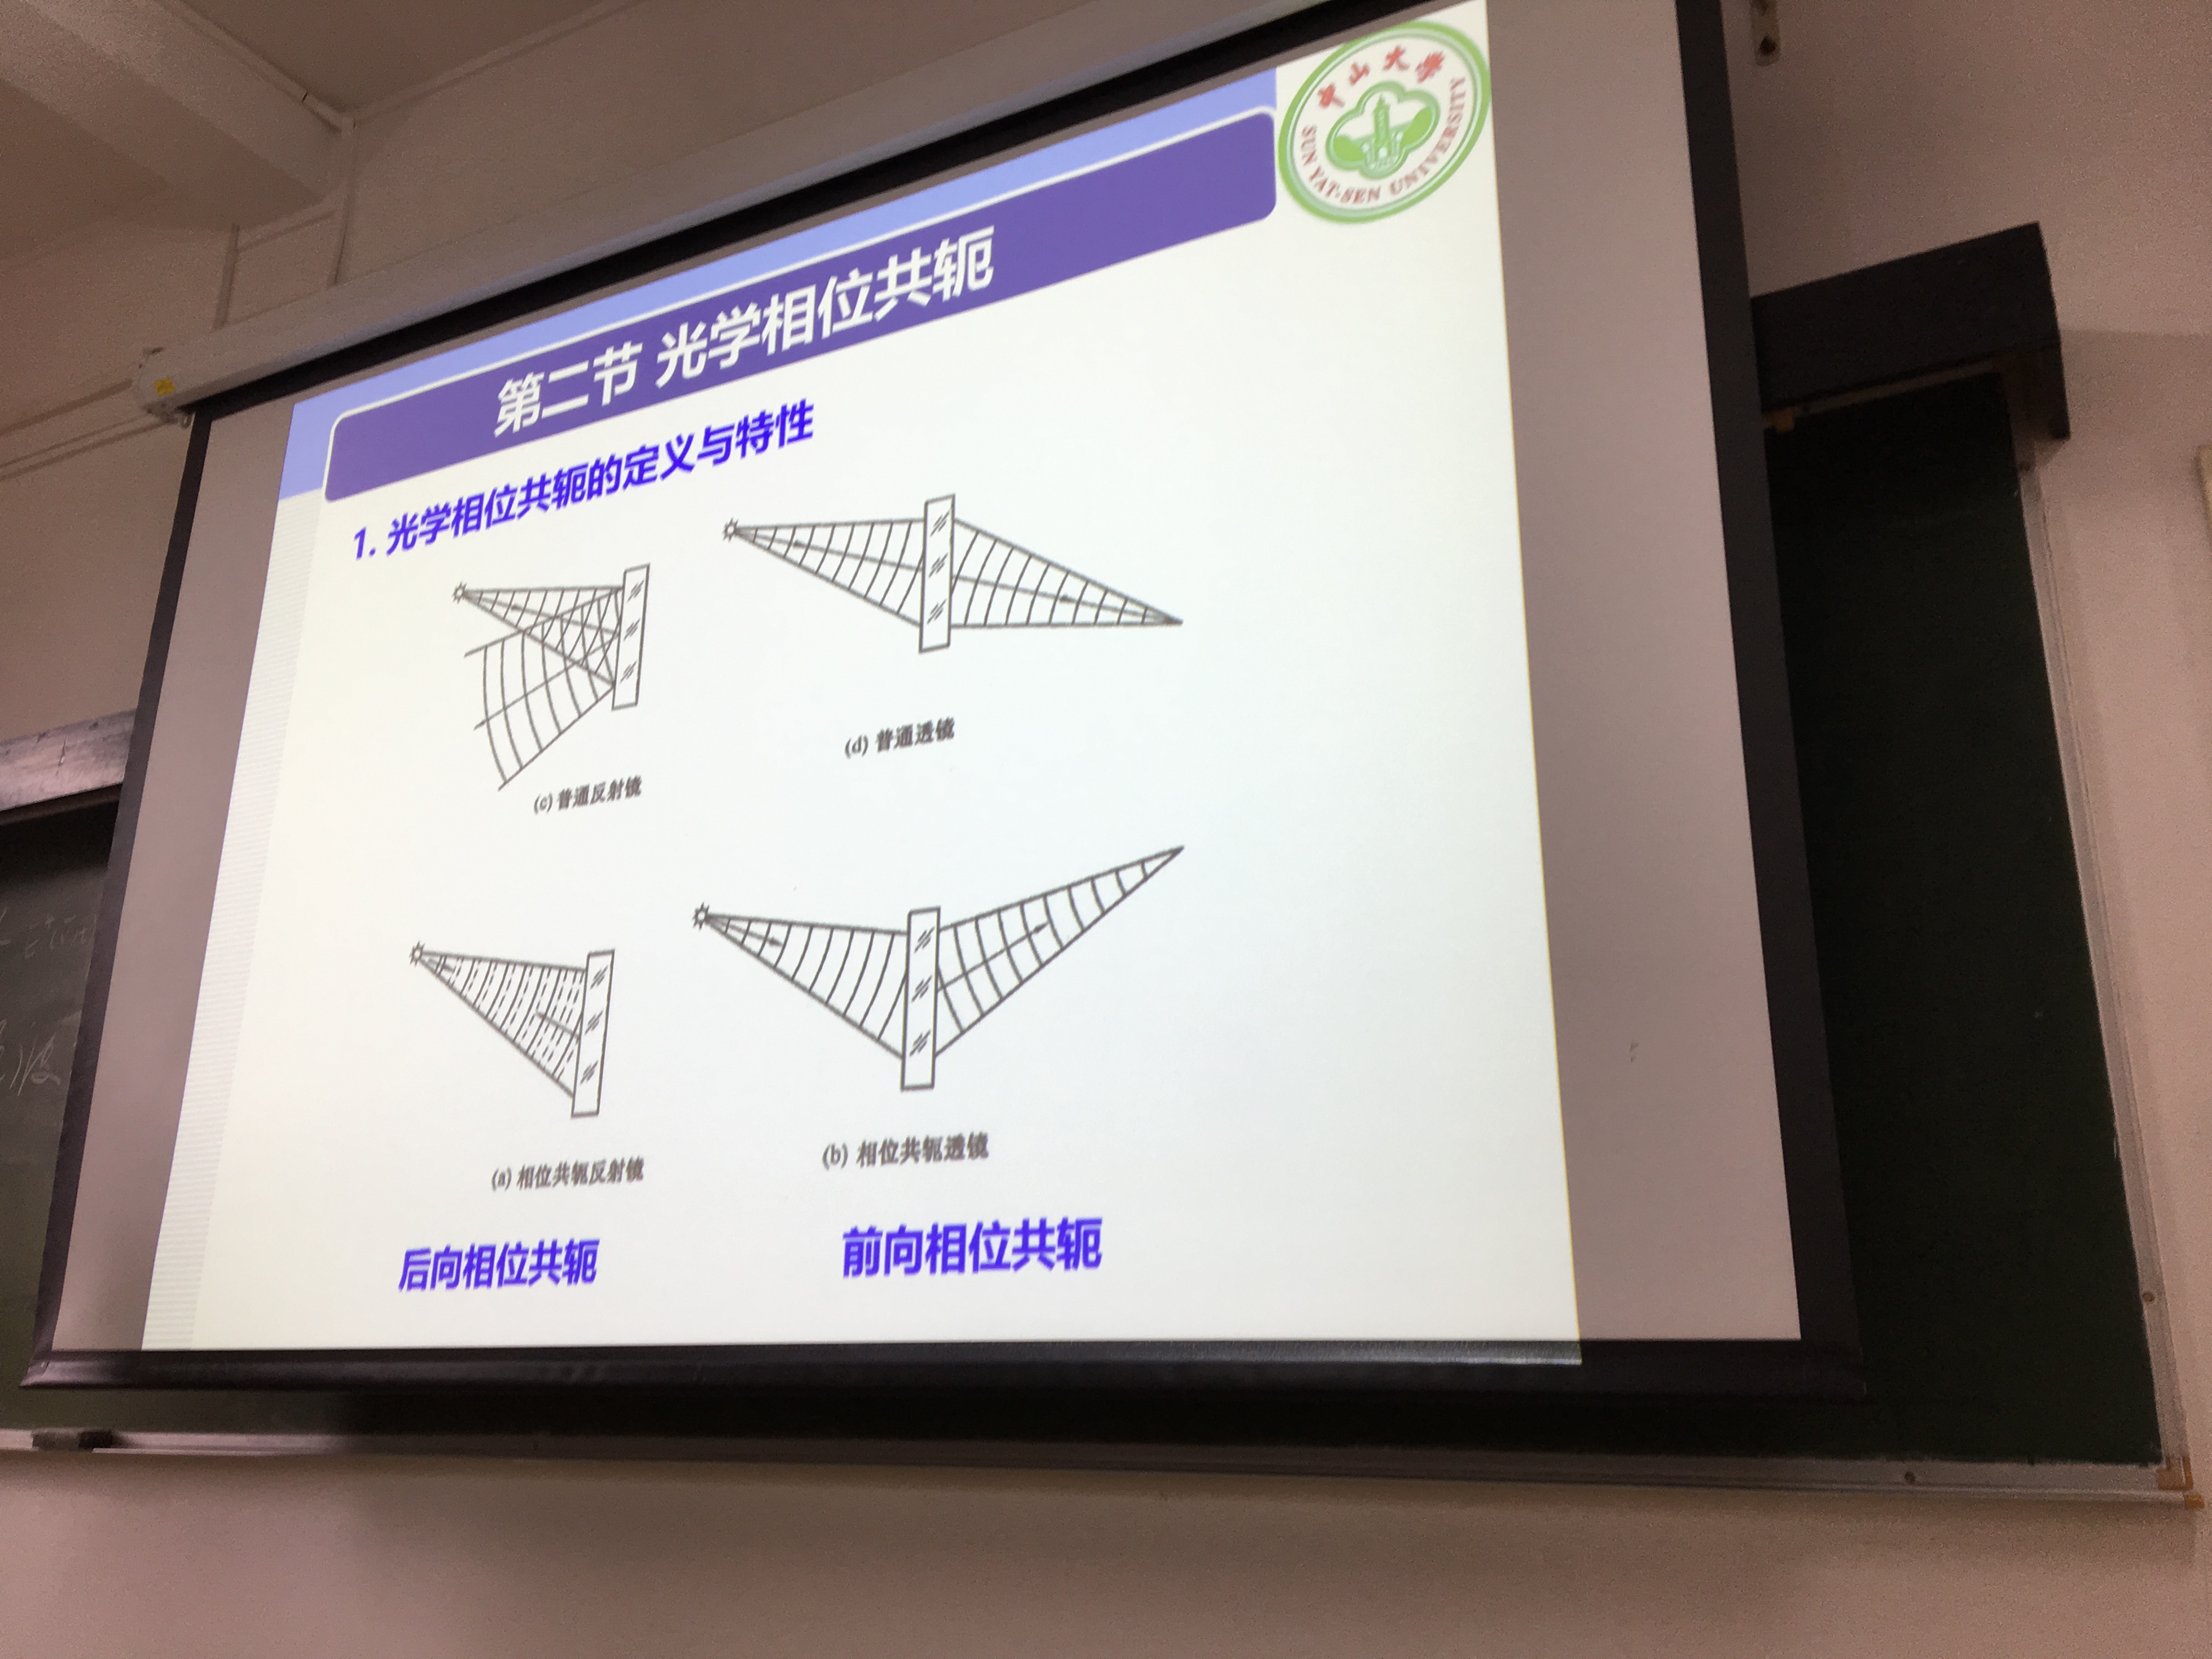 中山大学
SUN YAT-SEN UNIVERSITY
第二节 光学相位共轭
1. 光学相位共轭的定义与特性
(c) 普通反射镜
(d) 普通透镜
(a) 相位共轭反射镜
(b) 相位共轭透镜
后向相位共轭
前向相位共轭